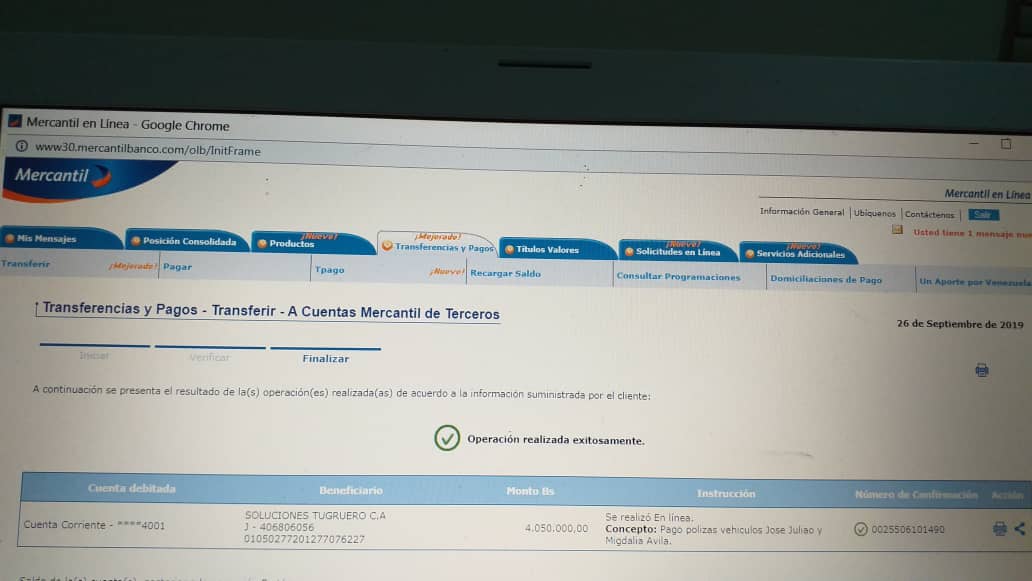 Mercantil en Línea - Google Chrome
www30.mercantilbanco.com/olb/InitFrame
Mercantil
Mercantil en Línea
Información General | Ubíquenos | Contáctenos | Salir
Usted tiene 1 mensaje
Mis Mensajes
Posición Consolidada
¡Nuevo!
Productos
¡Mejorado!
Transferencias y Pagos
Títulos Valores
¡Nuevo!
Solicitudes en Línea
¡Nuevo!
Servicios Adicionales
Transferir ¡Mejorado! Pagar Tpago ¡Nuevo! Recargar Saldo Consultar Programaciones Domiciliaciones de Pago Un Aporte por Venezuela
Transferencias y Pagos - Transferir - A Cuentas Mercantil de Terceros
26 de Septiembre de 2019
Iniciar Verificar Finalizar
A continuación se presenta el resultado de la(s) operación(es) realizada(as) de acuerdo a la información suministrada por el cliente:
Operación realizada exitosamente.
Cuenta debitada Beneficiario Monto Bs Instrucción Número de Confirmación Acción
Cuenta Corriente - ****4001
SOLUCIONES TUGRUERO C.A
J - 406806056
01050277201277076227
4.050.000,00
Se realizó En línea.
Concepto: Pago polizas vehiculos Jose Juliao y
Migdalia Avila.
0025506101490